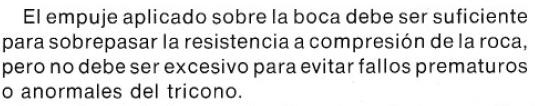 El empuje aplicado sobre la boca debe ser suficiente
para sobrepasar la resistencia a compresión de la roca,
pero no debe ser excesivo para evitar fallos prematuros
o anormales del tricono.